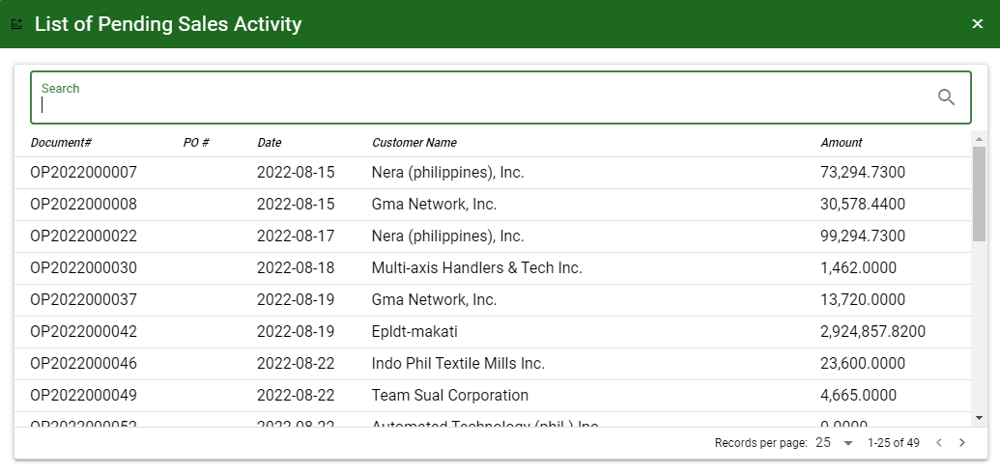 List of Pending Sales Activity
Search
Document# PO # Date Customer Name Amount
OP2022000007 2022-08-15 Nera (philippines), Inc. 73,294.7300
OP2022000008 2022-08-15 Gma Network, Inc. 30,578.4400
OP2022000022 2022-08-17 Nera (philippines), Inc. 99,294.7300
OP2022000030 2022-08-18 Multi-axis Handlers & Tech Inc. 1,462.0000
OP2022000037 2022-08-19 Gma Network, Inc. 13,720.0000
OP2022000042 2022-08-19 Epldt-makati 2,924,857.8200
OP2022000046 2022-08-22 Indo Phil Textile Mills Inc. 23,600.0000
OP2022000049 2022-08-22 Team Sual Corporation 4,665.0000
2022-08-22 Automated Technology (phil.) Inc. 0.0000
Records per page: 25 1-25 of 49